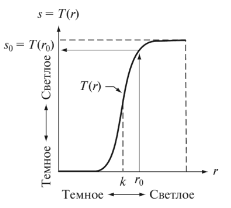 s = T(r)
s₀ = T(r₀)
T(r)
Темное ↔ Светлое
k r₀ r
Темное ↔ Светлое